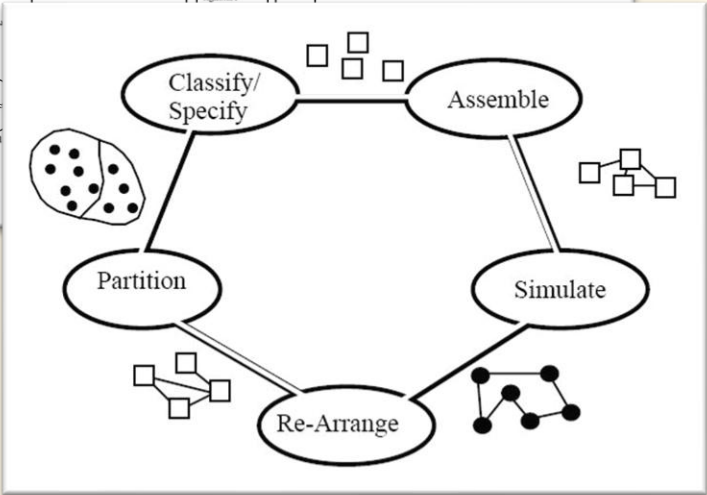 Classify/
Specify
Assemble
Partition
Simulate
Re-Arrange